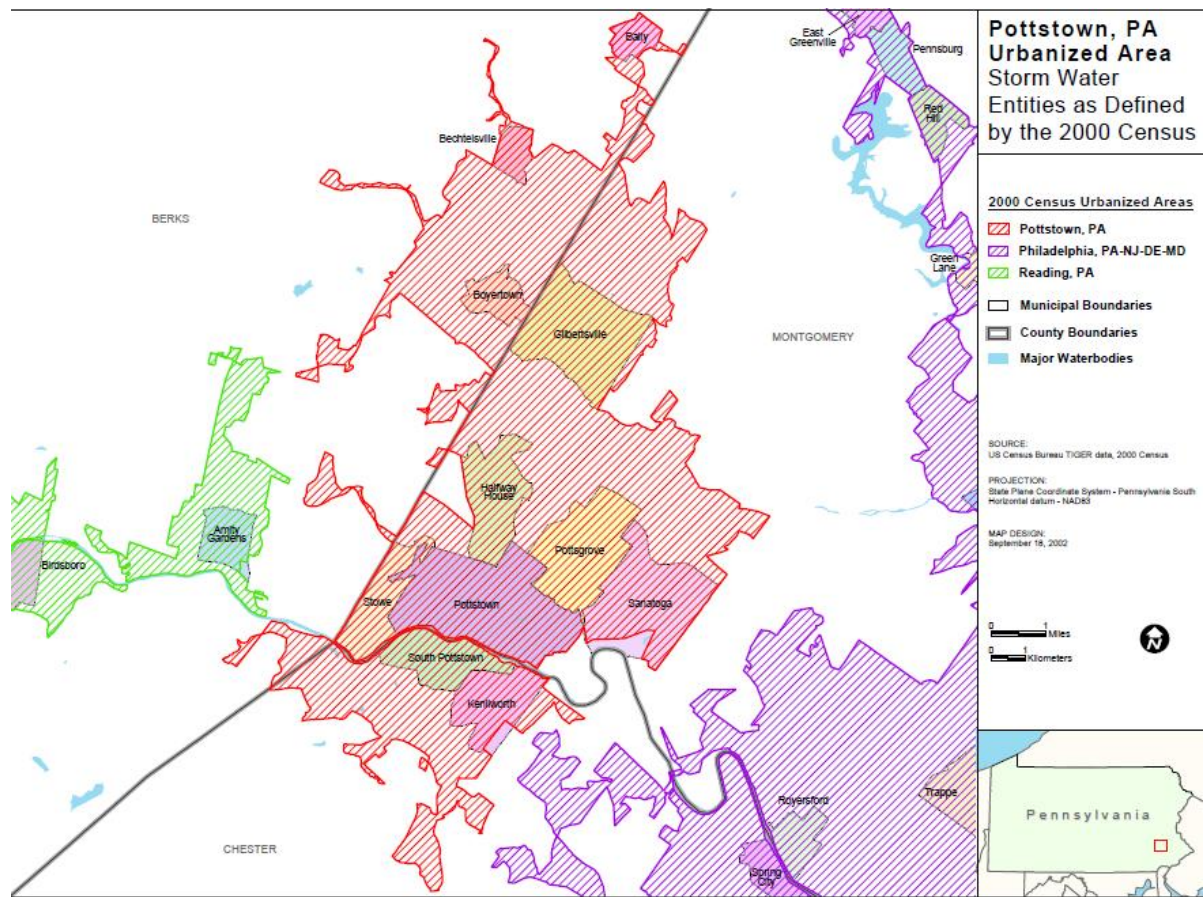 Pottstown, PA
Urbanized Area
Storm Water
Entities as Defined
by the 2000 Census
2000 Census Urbanized Areas
Pottstown, PA
Philadelphia, PA-NJ-DE-MD
Reading, PA
Municipal Boundaries
County Boundaries
Major Waterbodies
SOURCE:
US Census Bureau TIGER data, 2000 Census
PROJECTION:
State Plane Coordinate System - Pennsylvania South
Horizontal datum - NAD83
MAP DESIGN:
September 18, 2002
0 1
Miles
0 1
Kilometers
N
Pennsylvania
East
Greenville
Pennsburg
Bally
Red
Hill
Bechtelsville
BERKS
Green
Lane
Boyertown
Gilbertsville
MONTGOMERY
Halfway
House
Amity
Gardens
Birdsboro
Pottsgrove
Stowe
Pottstown
Sanatoga
South Pottstown
Kenilworth
Royersford
Trappe
CHESTER
Spring
City